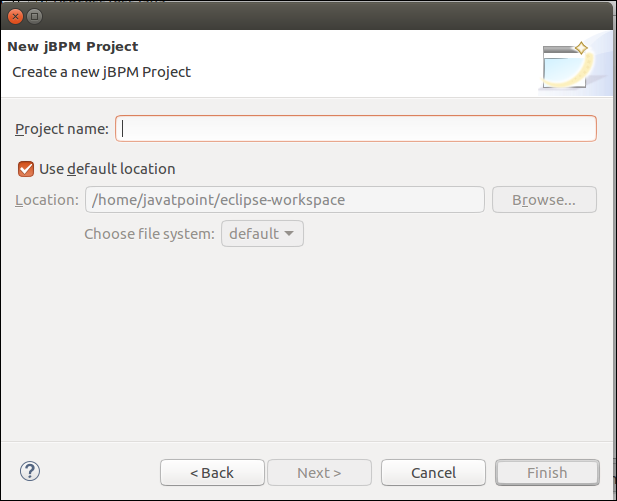 New jBPM Project
Create a new jBPM Project
Project name:
Use default location
Location: /home/javatpoint/eclipse-workspace Browse...
Choose file system: default
? < Back Next > Cancel Finish